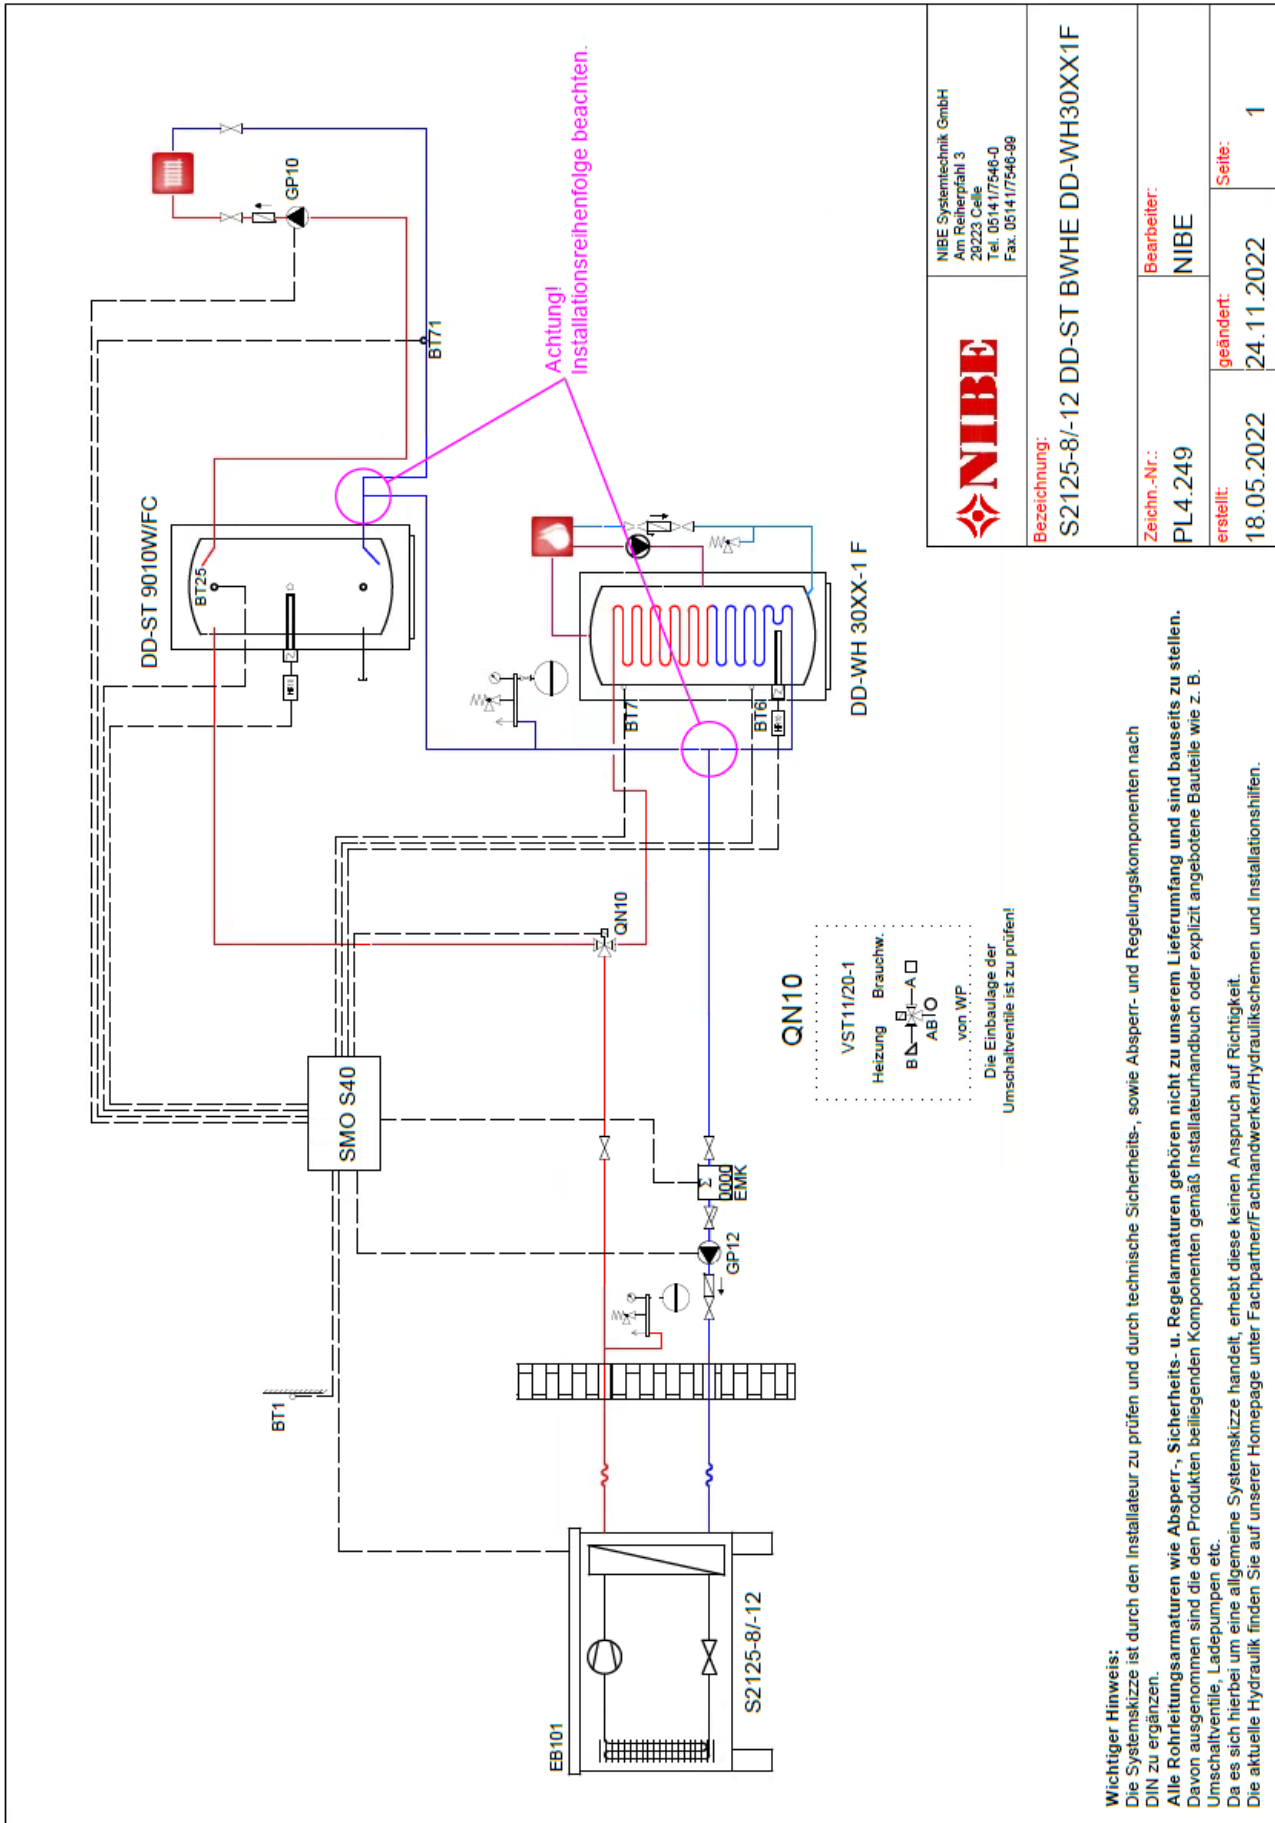 EB101
S2125-8/-12
BT1
SMO S40
GP12
EMK
Σ
0000
QN10
DD-ST 9010W/FC
BT25
BT71
GP10
Achtung!
Installationsreihenfolge beachten.
BT7
BT6
DD-WH 30XX-1 F
QN10
VST11/20-1
Heizung Brauchw.
B A
AB
von WP
Die Einbaulage der
Umschaltventile ist zu prüfen!
Wichtiger Hinweis:
Die Systemskizze ist durch den Installateur zu prüfen und durch technische Sicherheits-, sowie Absperr- und Regelungskomponenten nach
DIN zu ergänzen.
Alle Rohrleitungsarmaturen wie Absperr-, Sicherheits- u. Regelarmaturen gehören nicht zu unserem Lieferumfang und sind bauseits zu stellen.
Davon ausgenommen sind die den Produkten beiliegenden Komponenten gemäß Installateurhandbuch oder explizit angebotene Bauteile wie z. B.
Umschaltventile, Ladepumpen etc.
Da es sich hierbei um eine allgemeine Systemskizze handelt, erhebt diese keinen Anspruch auf Richtigkeit.
Die aktuelle Hydraulik finden Sie auf unserer Homepage unter Fachpartner/Fachhandwerker/Hydraulikschemen und Installationshilfen.
NIBE
NIBE Systemtechnik GmbH
Am Reiherpfahl 3
29223 Celle
Tel. 05141/7546-0
Fax. 05141/7546-99
Bezeichnung:
S2125-8/-12 DD-ST BWHE DD-WH30XX1F
Zeichn.-Nr.: Bearbeiter:
PL4.249 NIBE
erstellt: geändert: Seite:
18.05.2022 24.11.2022 1